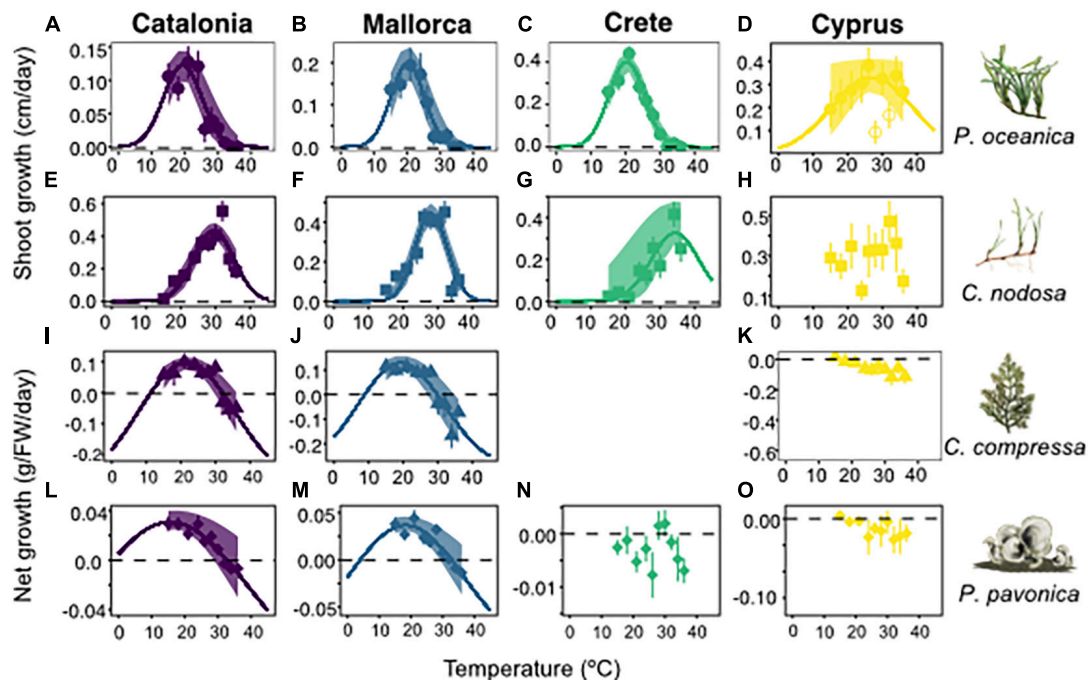 Catalonia Mallorca Crete Cyprus
A B C D
Shoot growth (cm/day)
0.15 0.10 0.05 0.00
0.2 0.1 0.0
0.4 0.2 0.0
0.4 0.3 0.2 0.1
0 10 20 30 40
0 10 20 30 40
0 10 20 30 40
0 10 20 30 40
P. oceanica
E F G H
0.6 0.4 0.2 0.0
0.4 0.2 0.0
0.4 0.2 0.0
0.5 0.3 0.1
0 10 20 30 40
0 10 20 30 40
0 10 20 30 40
0 10 20 30 40
C. nodosa
I J K
Net growth (g/FW/day)
0.1 0.0 -0.1 -0.2
0.1 0.0 -0.1 -0.2
0.0 -0.2 -0.4 -0.6
0 10 20 30 40
0 10 20 30 40
0 10 20 30 40
C. compressa
L M N O
0.04 0.00 -0.04
0.05 0.00 -0.05
0.00 -0.01
0.00 -0.10
0 10 20 30 40
0 10 20 30 40
0 10 20 30 40
0 10 20 30 40
P. pavonica
Temperature (ºC)